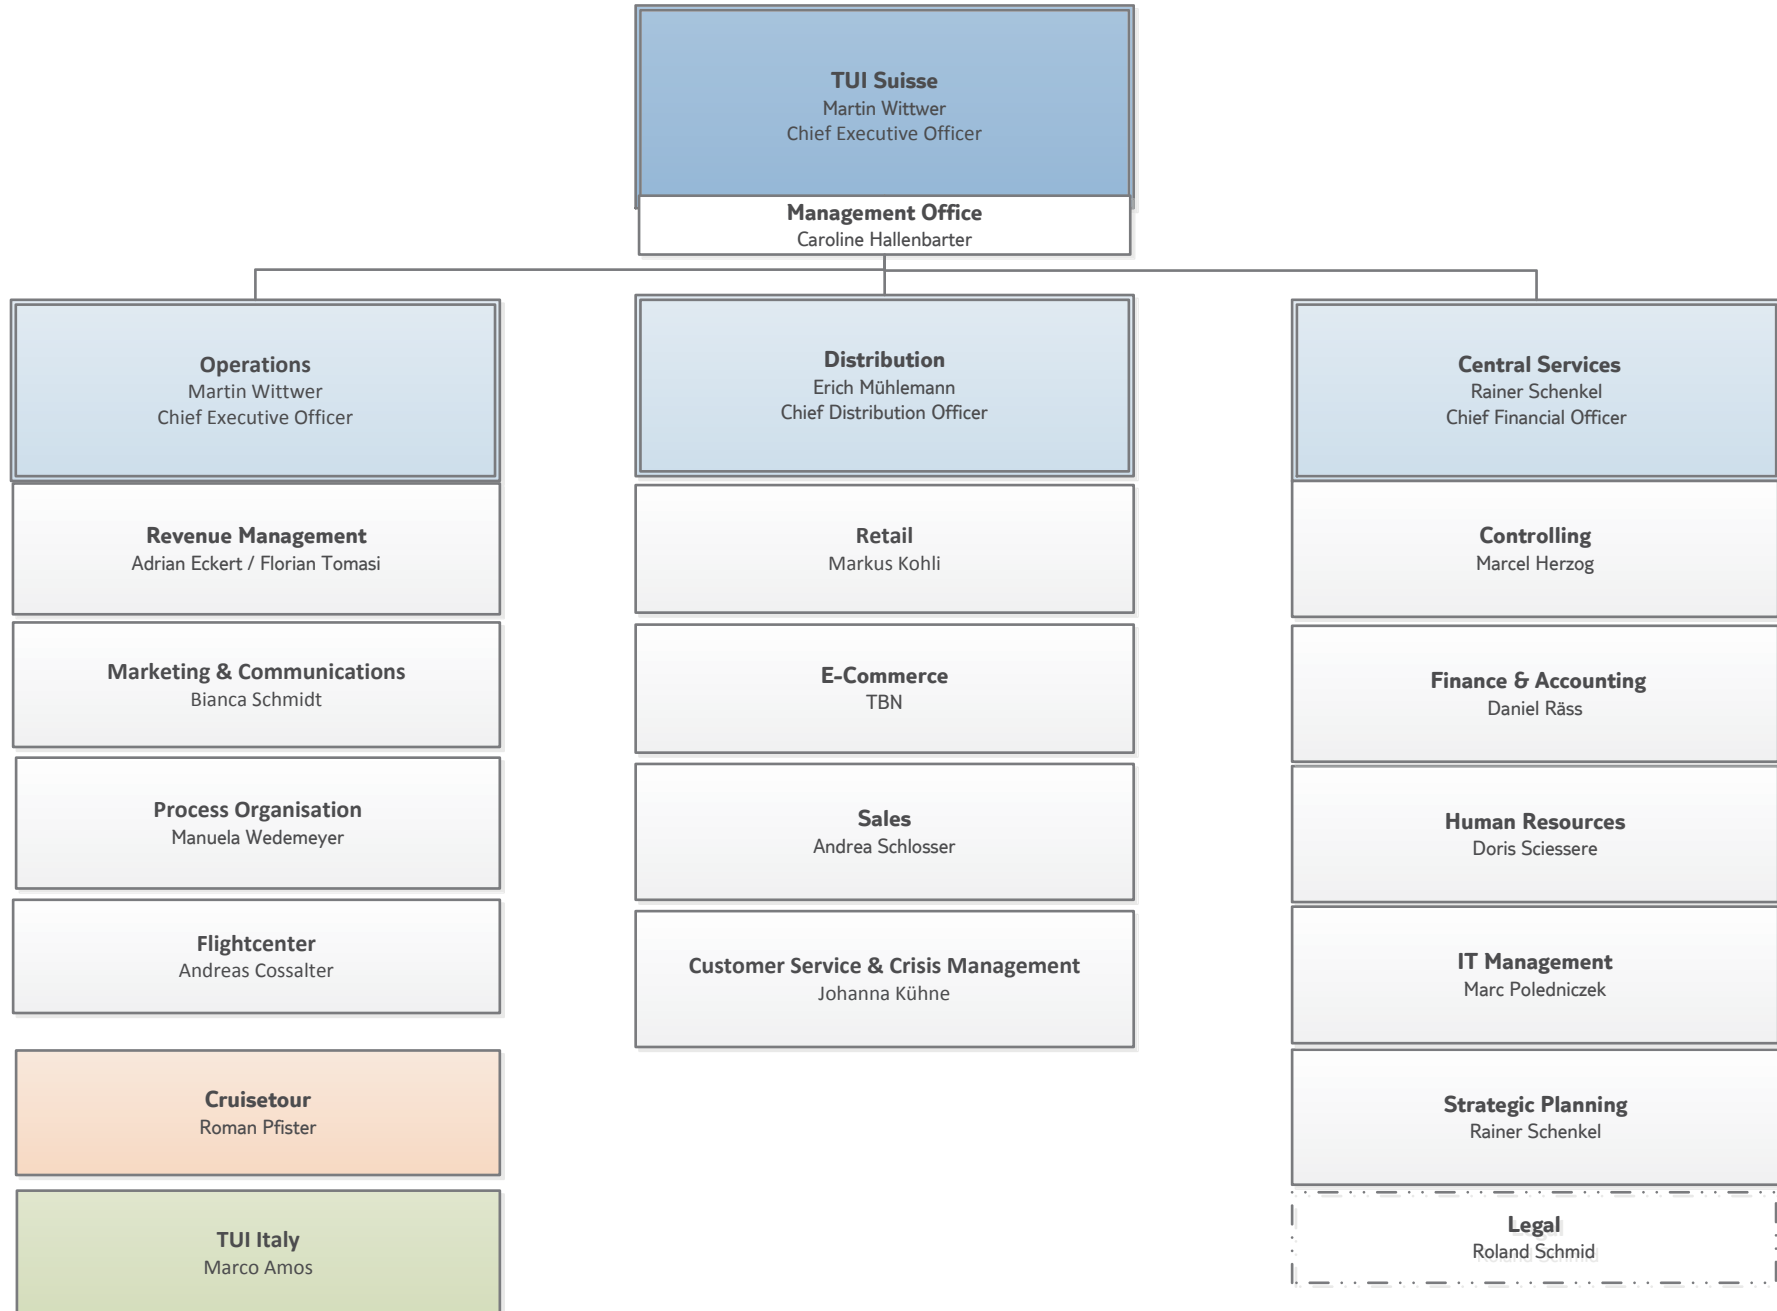 TUI Suisse
Martin Wittwer
Chief Executive Officer
Management Office
Caroline Hallenbarter
Operations
Martin Wittwer
Chief Executive Officer
Revenue Management
Adrian Eckert / Florian Tomasi
Marketing & Communications
Bianca Schmidt
Process Organisation
Manuela Wedemeyer
Flightcenter
Andreas Cossalter
Cruisetour
Roman Pfister
TUI Italy
Marco Amos
Distribution
Erich Mühlemann
Chief Distribution Officer
Retail
Markus Kohli
E-Commerce
TBN
Sales
Andrea Schlosser
Customer Service & Crisis Management
Johanna Kühne
Central Services
Rainer Schenkel
Chief Financial Officer
Controlling
Marcel Herzog
Finance & Accounting
Daniel Räss
Human Resources
Doris Sciessere
IT Management
Marc Poledniczek
Strategic Planning
Rainer Schenkel
Legal
Roland Schmid